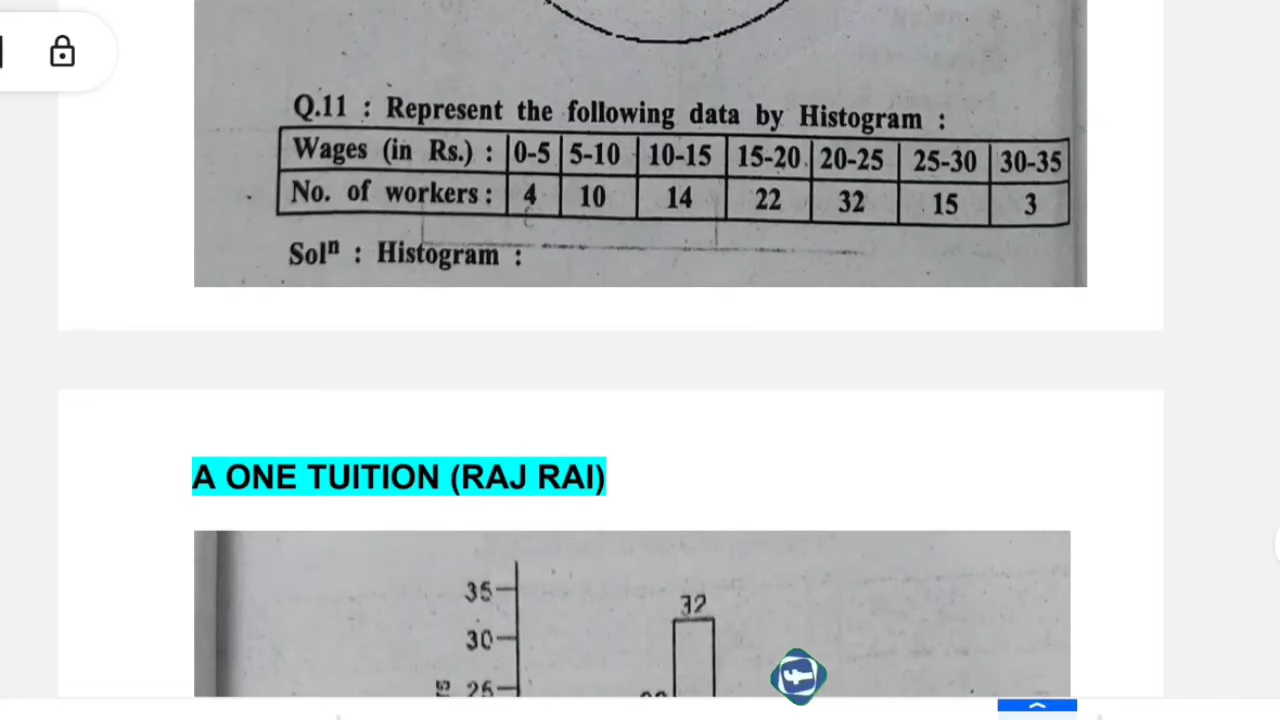 Q.11 : Represent the following data by Histogram :
Wages (in Rs.) : 0-5 5-10 10-15 15-20 20-25 25-30 30-35
No. of workers : 4 10 14 22 32 15 3
Solⁿ : Histogram :
A ONE TUITION (RAJ RAI)
35
32
30
25